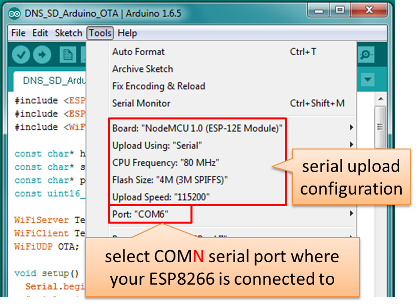 DNS_SD_Arduino_OTA | Arduino 1.6.5
File Edit Sketch Tools Help
Auto Format Ctrl+T
Archive Sketch
Fix Encoding & Reload
Serial Monitor Ctrl+Shift+M
DNS_SD_Ar
#include <ESP
#include <ESP
#include <WiF
Board: "NodeMCU 1.0 (ESP-12E Module)"
Upload Using: "Serial"
CPU Frequency: "80 MHz"
Flash Size: "4M (3M SPIFFS)"
Upload Speed: "115200"
Port: "COM6"
const char* h
const char* s
const char* p
const uint16_
serial upload
configuration
WiFiServer Te
WiFiClient Te
WiFiUDP OTA;
select COMN serial port where
your ESP8266 is connected to
void setup()
Serial.begi